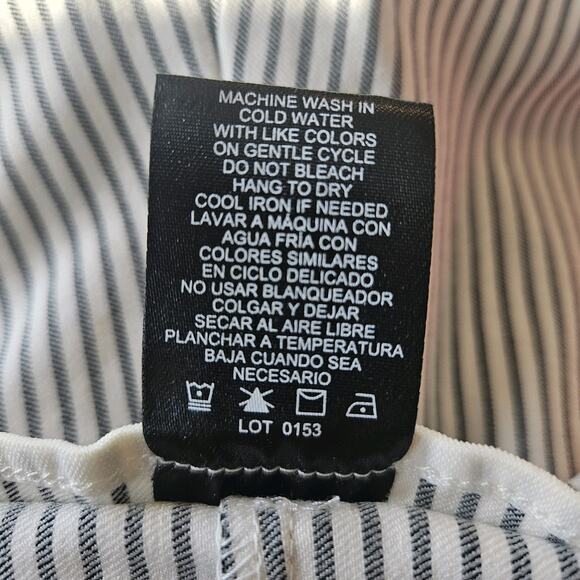 MACHINE WASH IN
COLD WATER
WITH LIKE COLORS
ON GENTLE CYCLE
DO NOT BLEACH
HANG TO DRY
COOL IRON IF NEEDED
LAVAR A MÁQUINA CON
AGUA FRÍA CON
COLORES SIMILARES
EN CICLO DELICADO
NO USAR BLANQUEADOR
COLGAR Y DEJAR
SECAR AL AIRE LIBRE
PLANCHAR A TEMPERATURA
BAJA CUANDO SEA
NECESARIO
LOT 0153